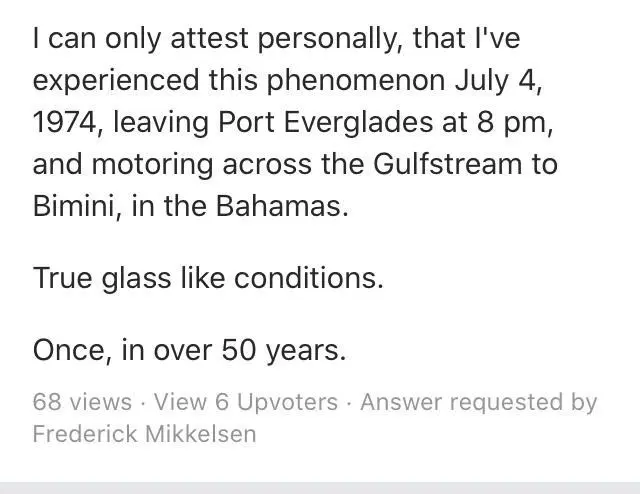 I can only attest personally, that I've
experienced this phenomenon July 4,
1974, leaving Port Everglades at 8 pm,
and motoring across the Gulfstream to
Bimini, in the Bahamas.
True glass like conditions.
Once, in over 50 years.
68 views · View 6 Upvoters · Answer requested by
Frederick Mikkelsen